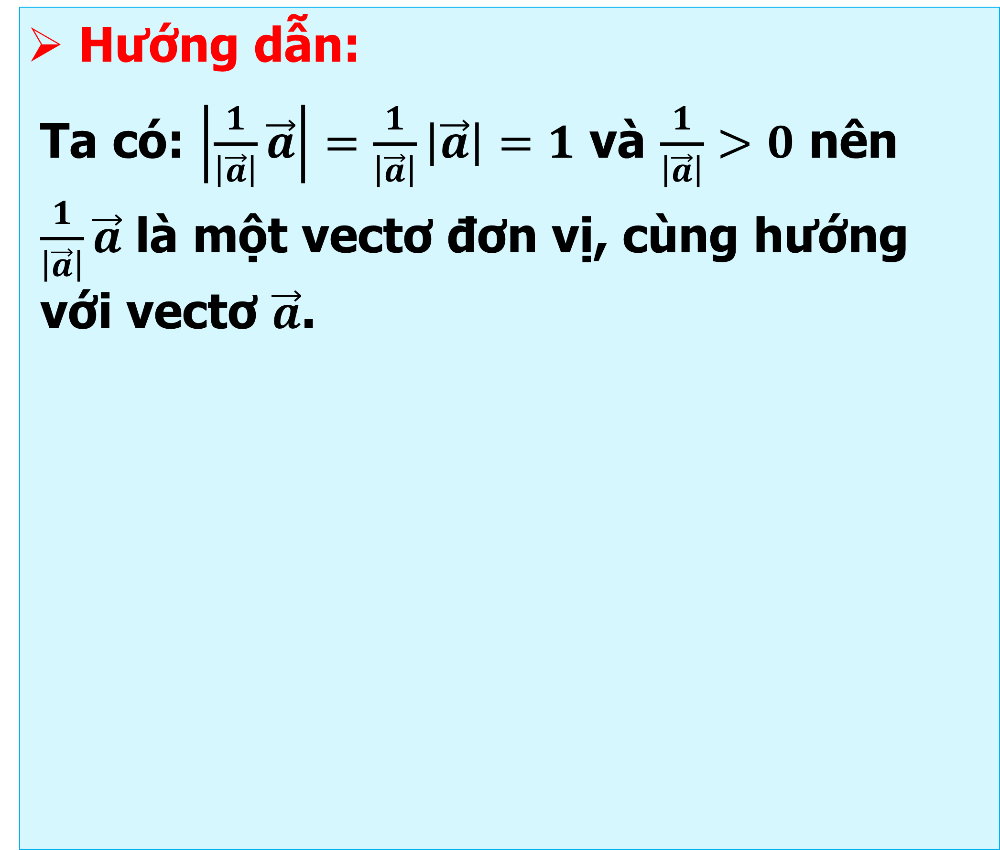 ➢ Hướng dẫn:
Ta có: $\left|\frac{1}{|\vec{a}|}\vec{a}\right| = \frac{1}{|\vec{a}|}|\vec{a}| = 1$ và $\frac{1}{|\vec{a}|} > 0$ nên
$\frac{1}{|\vec{a}|}\vec{a}$ là một vectơ đơn vị, cùng hướng
với vectơ $\vec{a}$.